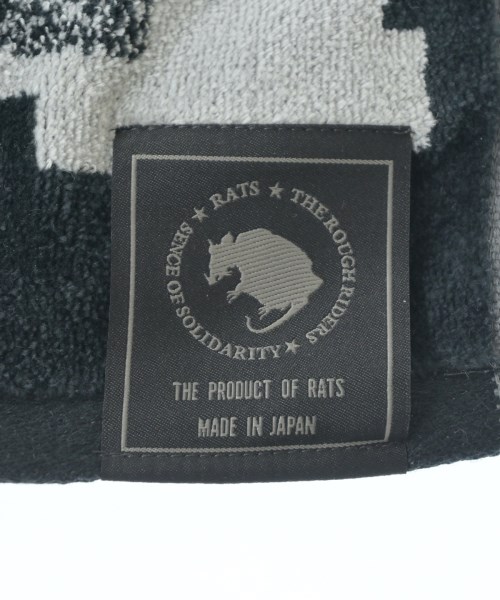 ★ RATS ★ THE ROUGH RIDERS ★ SENCE OF SOLIDARITY
THE PRODUCT OF RATS
MADE IN JAPAN